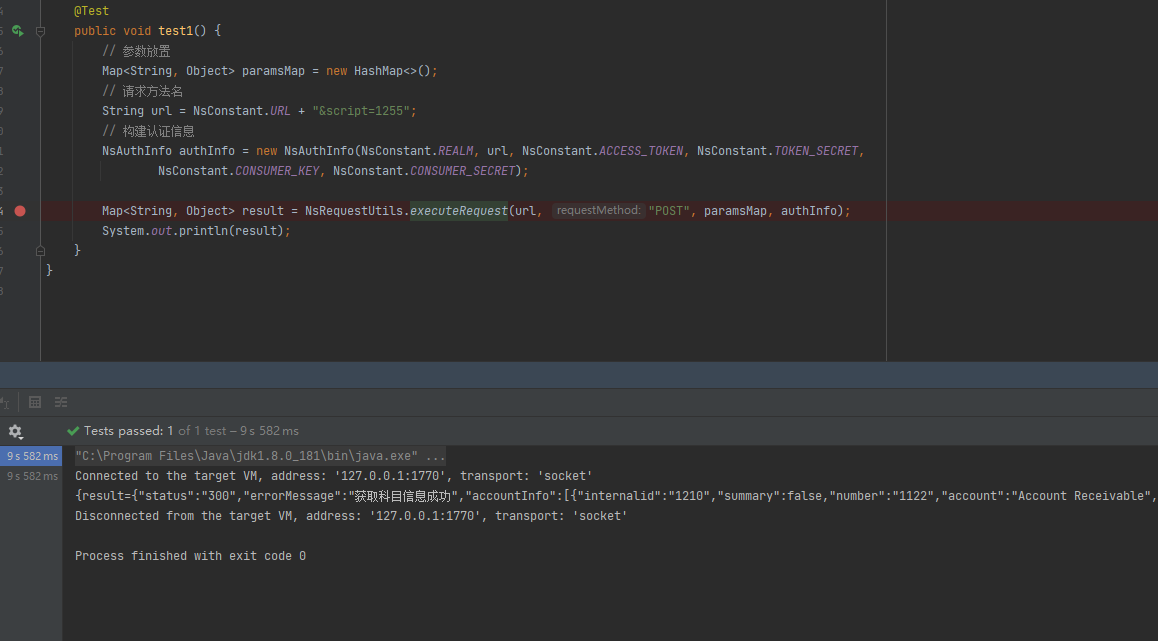 @Test
public void test1() {
// 参数放置
Map<String, Object> paramsMap = new HashMap<>();
// 请求方法名
String url = NsConstant.URL + "&script=1255";
// 构建认证信息
NsAuthInfo authInfo = new NsAuthInfo(NsConstant.REALM, url, NsConstant.ACCESS_TOKEN, NsConstant.TOKEN_SECRET,
NsConstant.CONSUMER_KEY, NsConstant.CONSUMER_SECRET);
Map<String, Object> result = NsRequestUtils.executeRequest(url, requestMethod: "POST", paramsMap, authInfo);
System.out.println(result);
}
}
Tests passed: 1 of 1 test – 9 s 582 ms
9 s 582 ms
"C:\Program Files\Java\jdk1.8.0_181\bin\java.exe" ...
9 s 582 ms
Connected to the target VM, address: '127.0.0.1:1770', transport: 'socket'
{result={"status":"300","errorMessage":"获取科目信息成功","accountInfo":[{"internalid":"1210","summary":false,"number":"1122","account":"Account Receivable",
Disconnected from the target VM, address: '127.0.0.1:1770', transport: 'socket'
Process finished with exit code 0